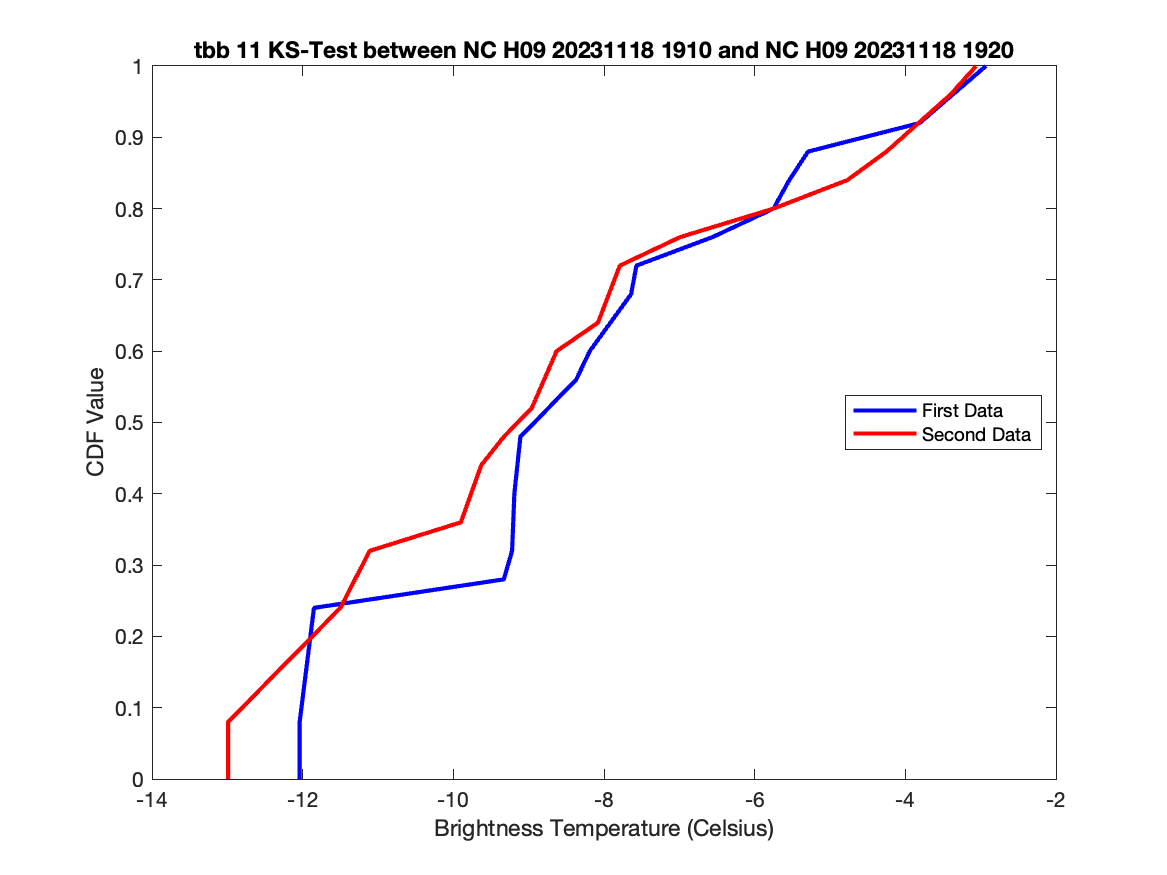 tbb 11 KS-Test between NC H09 20231118 1910 and NC H09 20231118 1920
1
0.9
0.8
0.7
0.6
0.5
0.4
0.3
0.2
0.1
0
CDF Value
First Data
Second Data
-14 -12 -10 -8 -6 -4 -2
Brightness Temperature (Celsius)